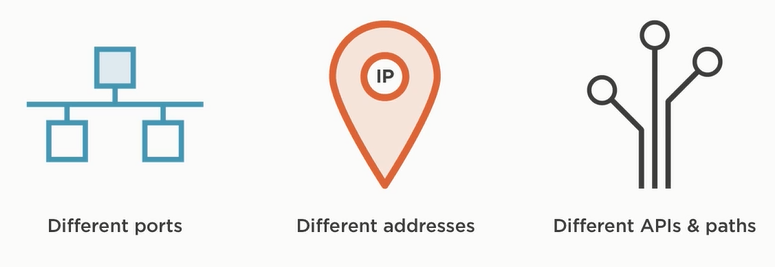 IP
Different ports
Different addresses
Different APIs & paths